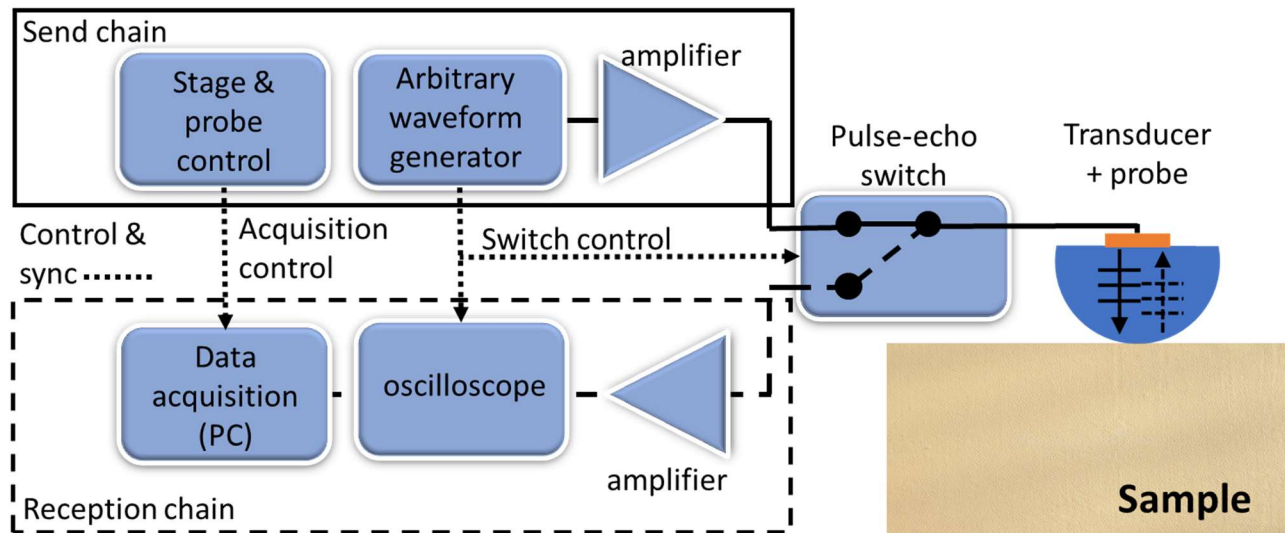 Send chain
Stage &
probe
control
Arbitrary
waveform
generator
amplifier
Pulse-echo
switch
Transducer
+ probe
Control &
sync
Acquisition
control
Switch control
Data
acquisition
(PC)
oscilloscope
amplifier
Reception chain
Sample